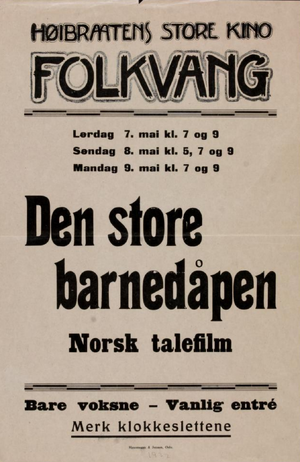 HØIBRAATENS STORE KINO
FOLKVANG
Lørdag 7. mai kl. 7 og 9
Søndag 8. mai kl. 5, 7 og 9
Mandag 9. mai kl. 7 og 9
Den store
barnedåpen
Norsk talefilm
Bare voksne – Vanlig entré
Merk klokkeslettene